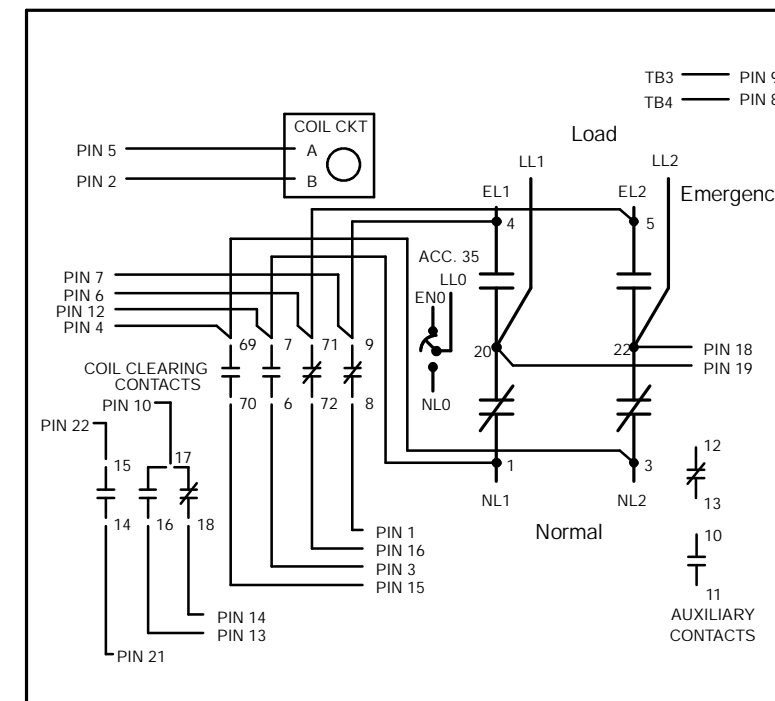 TB3 PIN 9
TB4 PIN 8
COIL CKT
A
B
PIN 5
PIN 2
Load
LL1 LL2
EL1 EL2
Emergenc
4 5
ACC. 35
LL0
EN0
PIN 7
PIN 6
PIN 12
PIN 4
69 7 71 9
20 22
PIN 18
PIN 19
COIL CLEARING
CONTACTS
NL0
70 6 72 8
PIN 10
PIN 22
17
15
1 3
12
13
NL1 NL2
14 16 18
Normal
10
11
PIN 1
PIN 16
PIN 3
PIN 15
AUXILIARY
CONTACTS
PIN 14
PIN 13
PIN 21